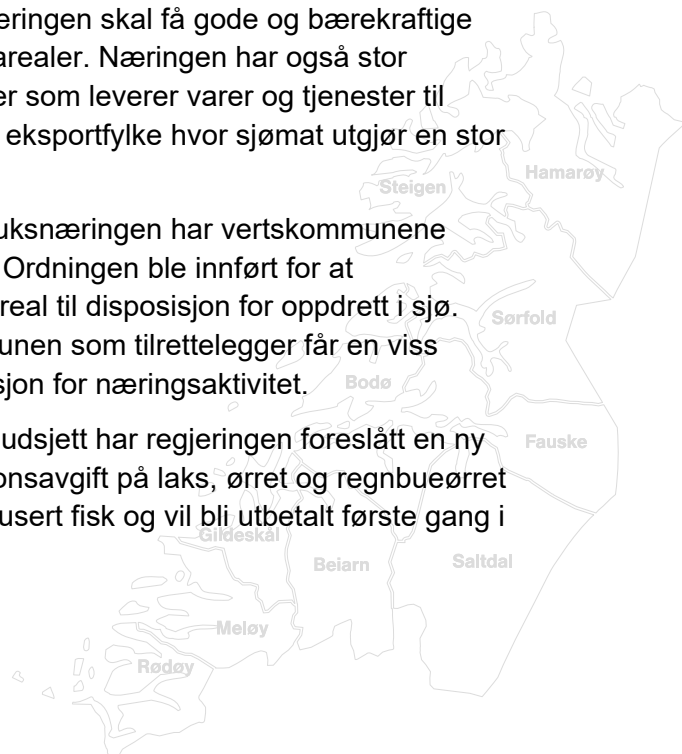 eringen skal få gode og bærekraftige
arealer. Næringen har også stor
er som leverer varer og tjenester til
eksportfylke hvor sjømat utgjør en stor
Hamarøy
Steigen
uksnæringen har vertskommunene
Ordningen ble innført for at
real til disposisjon for oppdrett i sjø.
Sørfold
unen som tilrettelegger får en viss
sjon for næringsaktivitet.
Bodø
udsjett har regjeringen foreslått en ny
Fauske
onsavgift på laks, ørret og regnbueørret
usert fisk og vil bli utbetalt første gang i
Gildeskål
Beiarn
Saltdal
Meløy
Rødøy